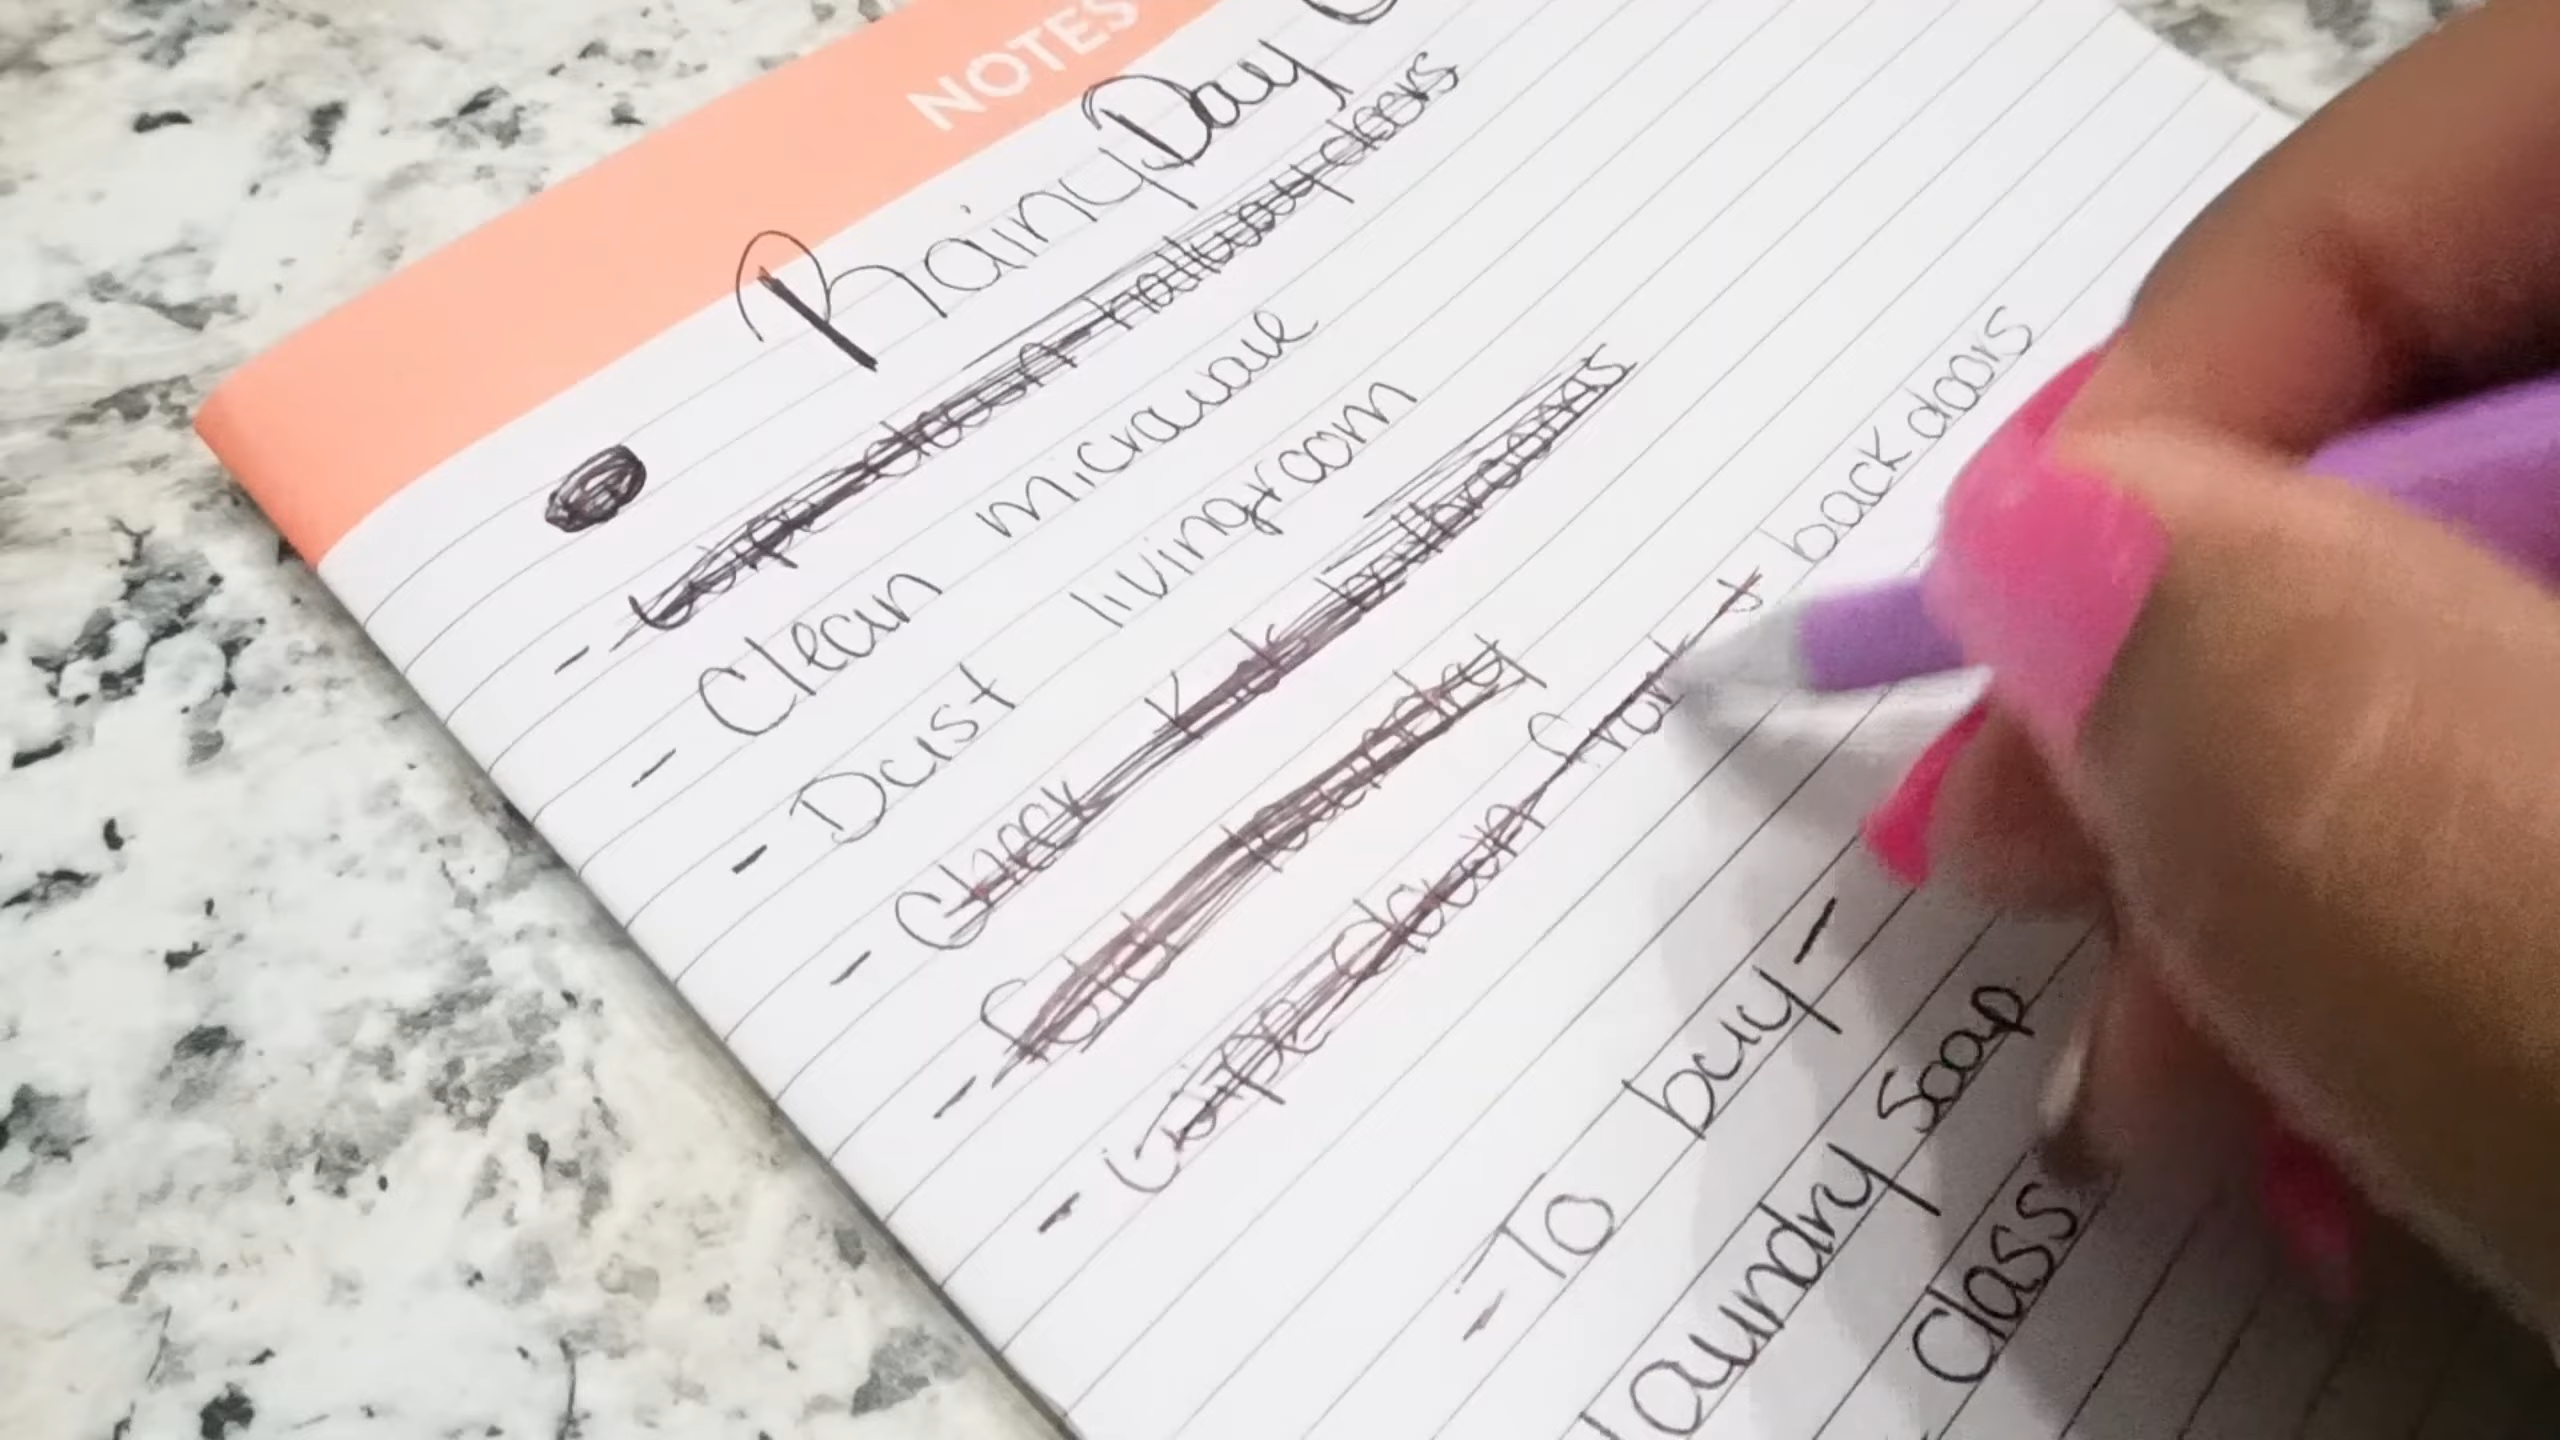 NOTES
Rainy Day
- wipe down hallway doors
- Clean microwave
- Dust livingroom
- Check Kids bathrooms
- fold laundry
- wipe down front & back doors
- To buy -
- laundry Soap
Class